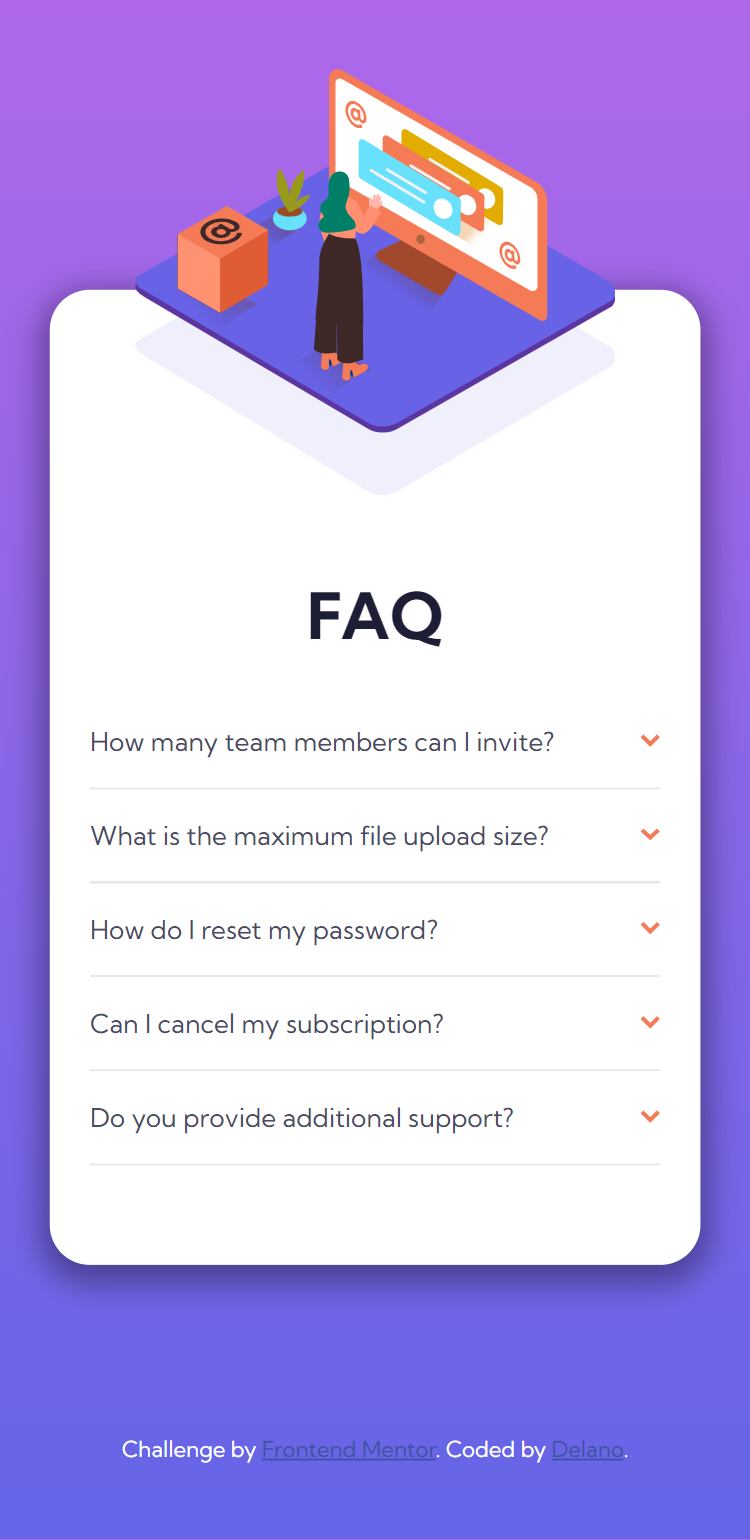 @
@
@
FAQ
How many team members can I invite?
What is the maximum file upload size?
How do I reset my password?
Can I cancel my subscription?
Do you provide additional support?
Challenge by Frontend Mentor. Coded by Delano.